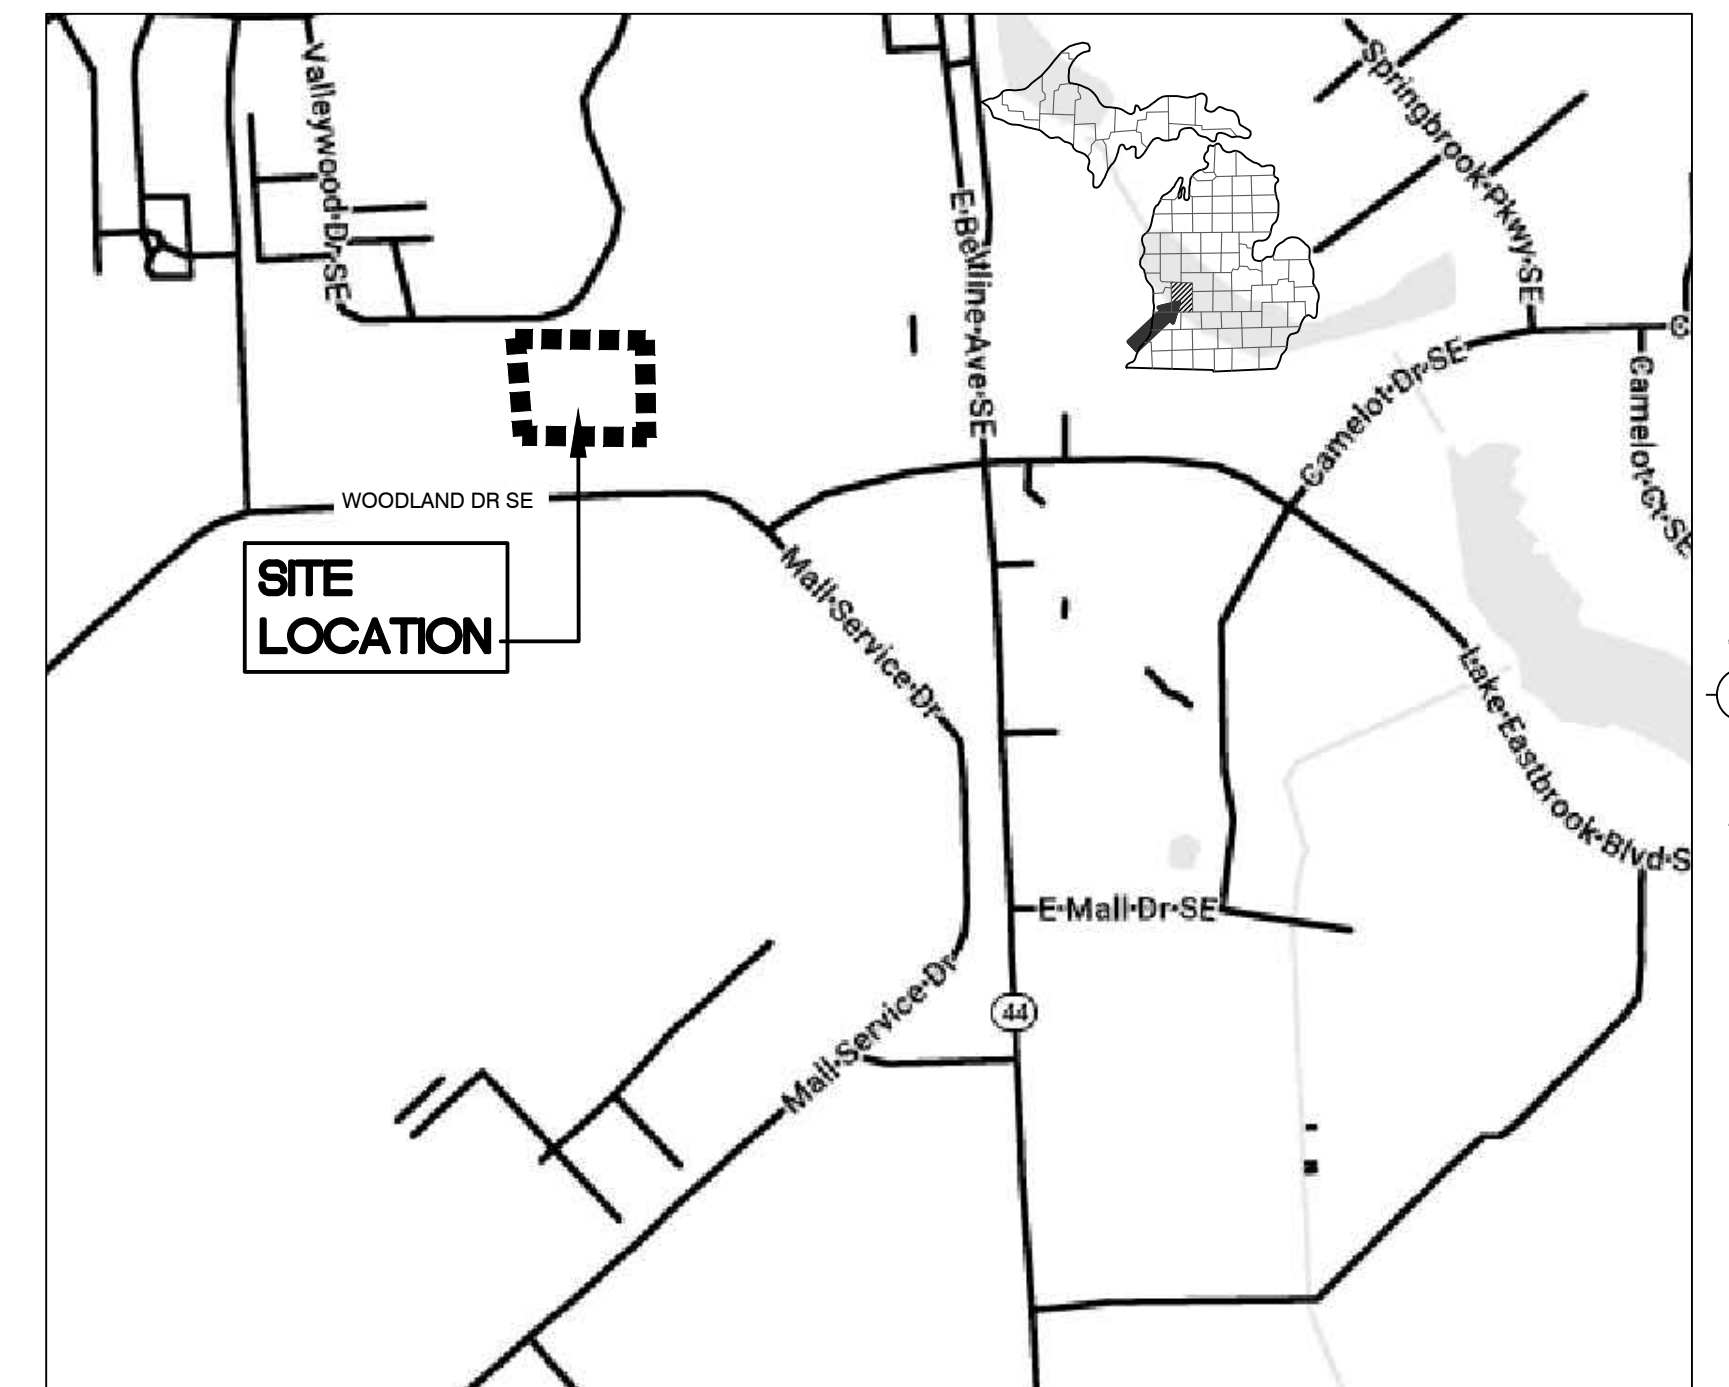 Valleywood Dr SE
Springbrook Pkwy SE
E Beltline Ave SE
Camelot Dr SE
Camelot Ct SE
WOODLAND DR SE
SITE
LOCATION
Mall Service Dr
Lake Eastbrook Blvd S
E Mall Dr SE
Mall Service Dr
44